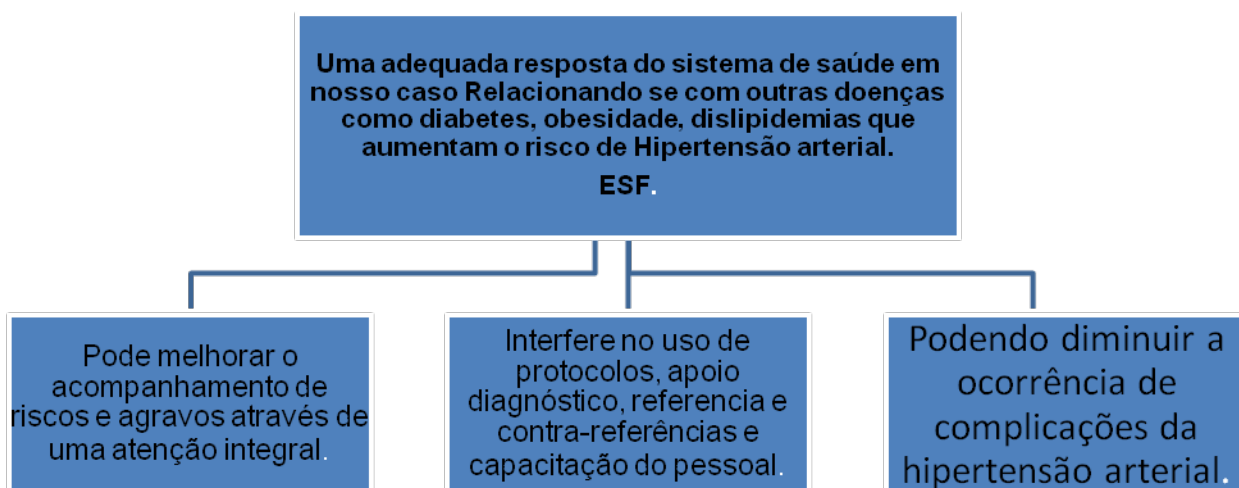 Uma adequada resposta do sistema de saúde em
nosso caso Relacionando se com outras doenças
como diabetes, obesidade, dislipidemias que
aumentam o risco de Hipertensão arterial.
ESF.
Pode melhorar o
acompanhamento de
riscos e agravos através de
uma atenção integral.
Interfere no uso de
protocolos, apoio
diagnóstico, referencia e
contra-referências e
capacitação do pessoal.
Podendo diminuir a
ocorrência de
complicações da
hipertensão arterial.